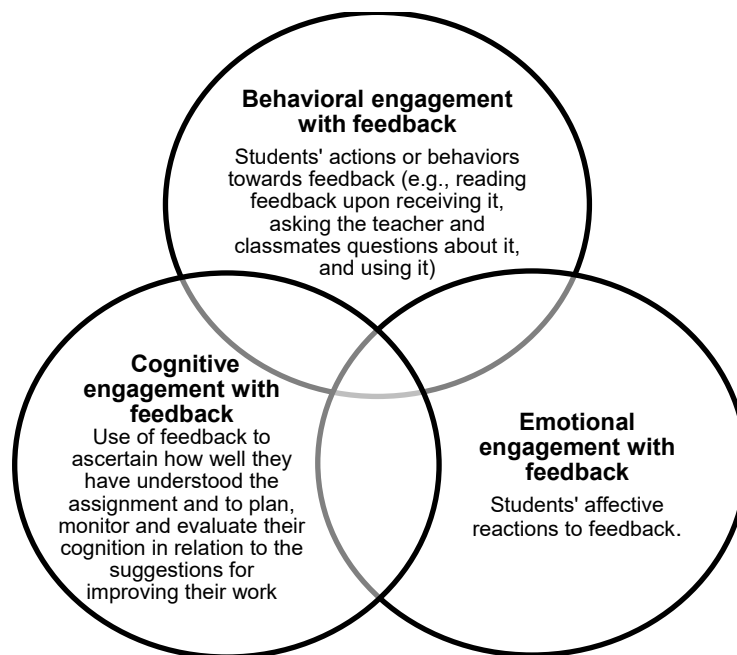 Behavioral engagement
with feedback
Students' actions or behaviors
towards feedback (e.g., reading
feedback upon receiving it,
asking the teacher and
classmates questions about it,
and using it)
Cognitive
engagement with
feedback
Use of feedback to
ascertain how well they
have understood the
assignment and to plan,
monitor and evaluate their
cognition in relation to the
suggestions for
improving their work
Emotional
engagement with
feedback
Students' affective
reactions to feedback.